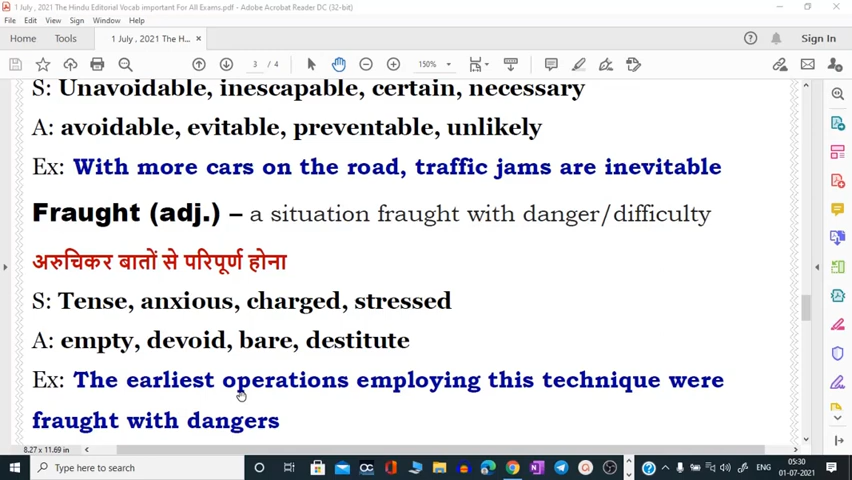 1 July , 2021 The Hindu Editorial Vocab important For All Exams.pdf - Adobe Acrobat Reader DC (32-bit)
File Edit View Sign Window Help
Home Tools 1 July , 2021 The H... × Sign In
3 / 4 150%
S: Unavoidable, inescapable, certain, necessary
A: avoidable, evitable, preventable, unlikely
Ex: With more cars on the road, traffic jams are inevitable
Fraught (adj.) – a situation fraught with danger/difficulty
अरुचिकर बातों से परिपूर्ण होना
S: Tense, anxious, charged, stressed
A: empty, devoid, bare, destitute
Ex: The earliest operations employing this technique were
fraught with dangers
8.27 x 11.69 in
Type here to search
ENG
05:30
01-07-2021